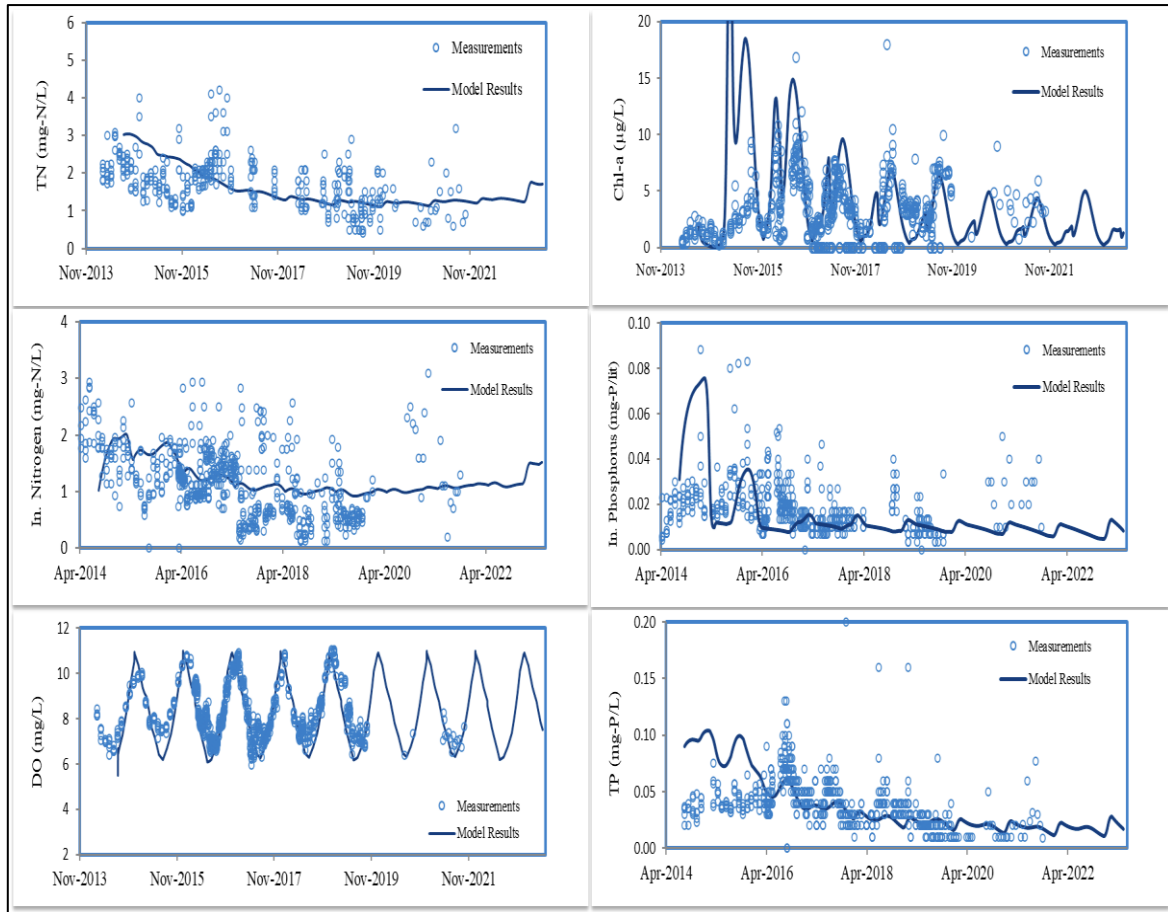 TN (mg-N/L)
6
5
4
3
2
1
0
Measurements
Model Results
Nov-2013 Nov-2015 Nov-2017 Nov-2019 Nov-2021
Chl-a (µg/L)
20
15
10
5
0
Measurements
Model Results
Nov-2013 Nov-2015 Nov-2017 Nov-2019 Nov-2021
In. Nitrogen (mg-N/L)
4
3
2
1
0
Measurements
Model Results
Apr-2014 Apr-2016 Apr-2018 Apr-2020 Apr-2022
In. Phosphorus (mg-P/lit)
0.10
0.08
0.06
0.04
0.02
0.00
Measurements
Model Results
Apr-2014 Apr-2016 Apr-2018 Apr-2020 Apr-2022
DO (mg/L)
12
10
8
6
4
2
Measurements
Model Results
Nov-2013 Nov-2015 Nov-2017 Nov-2019 Nov-2021
TP (mg-P/L)
0.20
0.15
0.10
0.05
0.00
Measurements
Model Results
Apr-2014 Apr-2016 Apr-2018 Apr-2020 Apr-2022